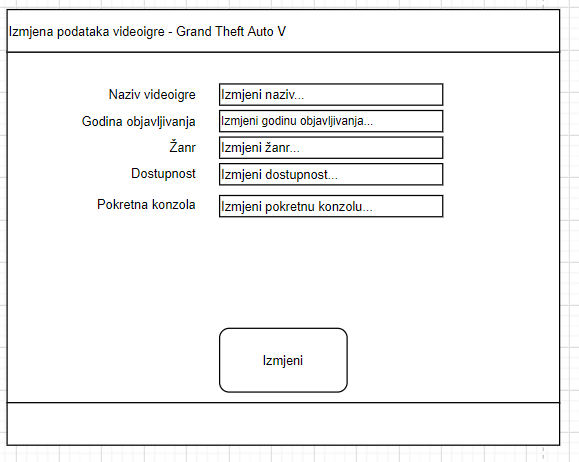 Izmjena podataka videoigre - Grand Theft Auto V
Naziv videoigre Izmjeni naziv...
Godina objavljivanja Izmjeni godinu objavljivanja...
Žanr Izmjeni žanr...
Dostupnost Izmjeni dostupnost...
Pokretna konzola Izmjeni pokretnu konzolu...
Izmjeni